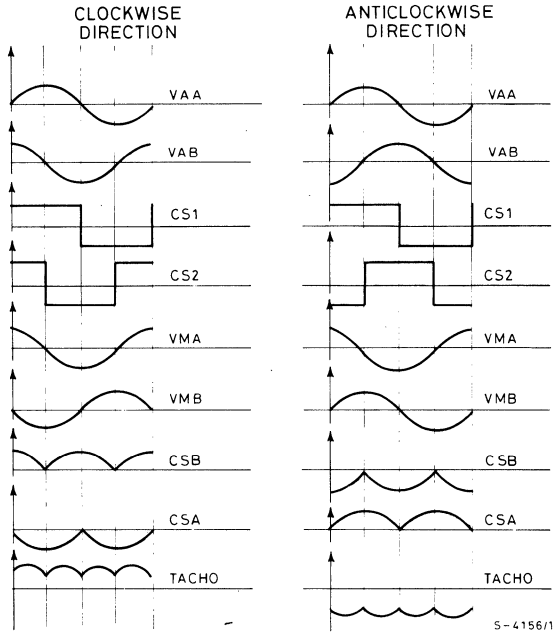 CLOCKWISE
DIRECTION
VAA
VAB
CS1
CS2
VMA
VMB
CSB
CSA
TACHO
ANTICLOCKWISE
DIRECTION
VAA
VAB
CS1
CS2
VMA
VMB
CSB
CSA
TACHO
S-4156/1